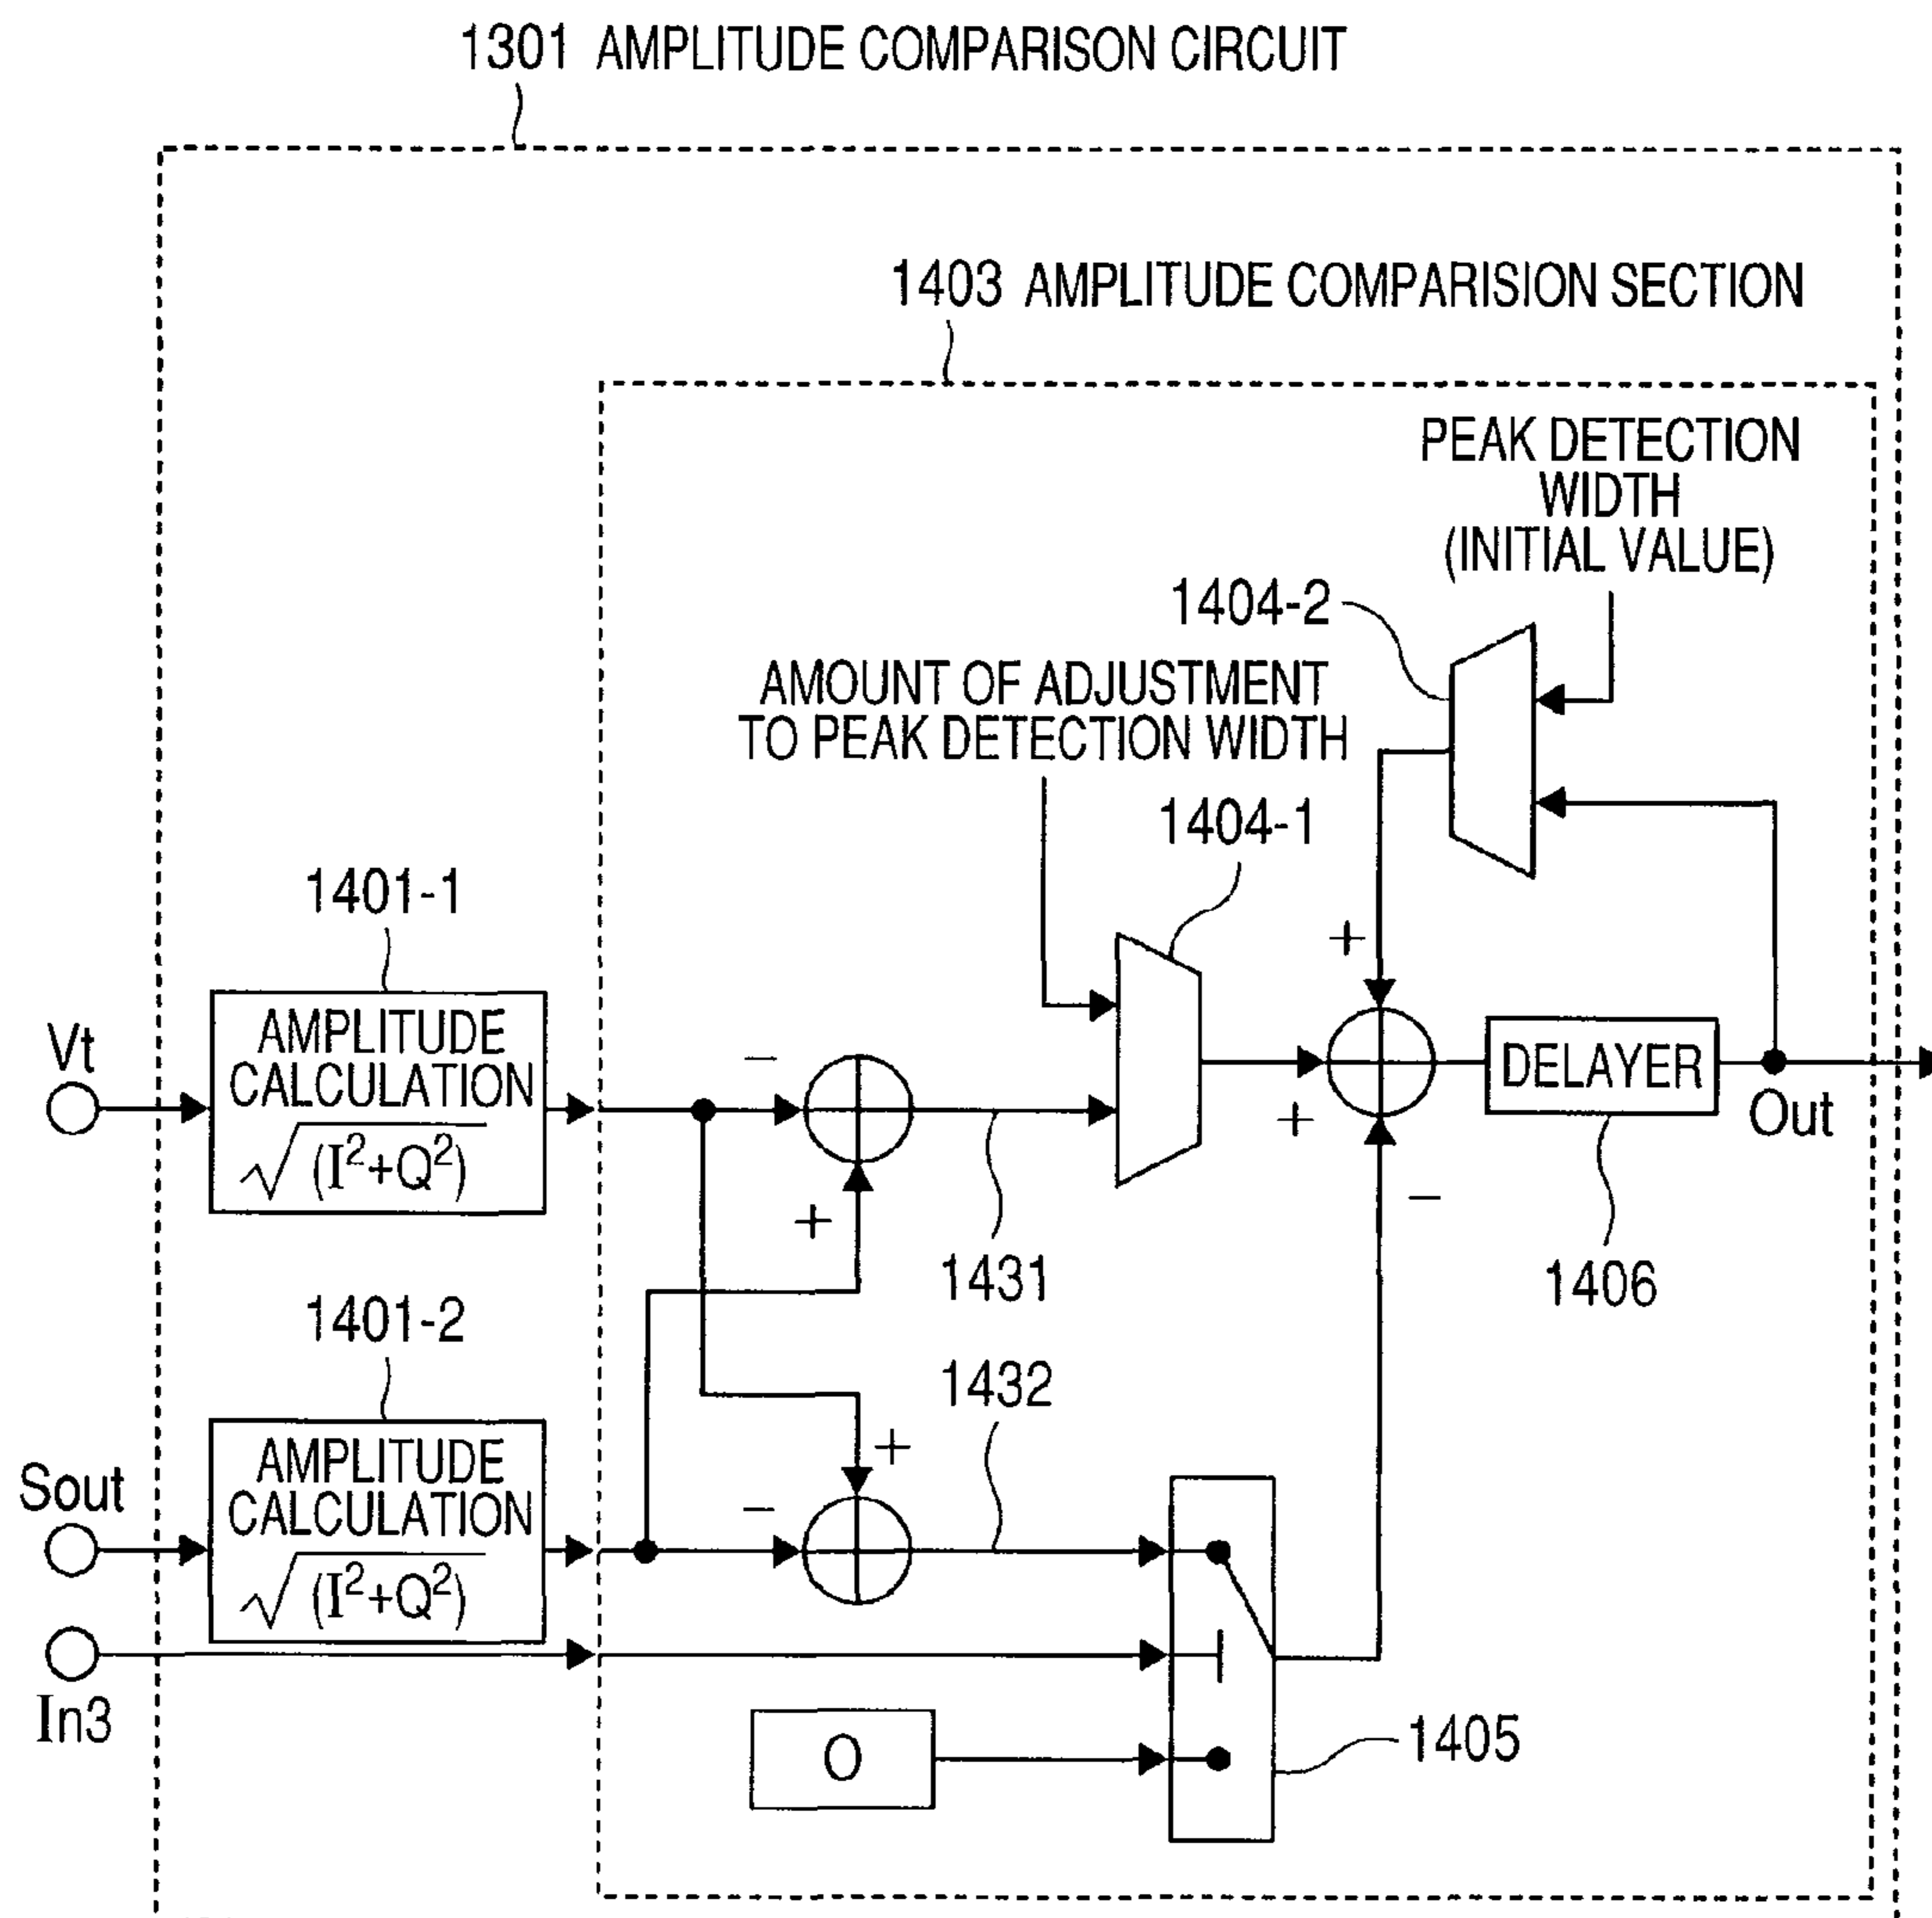 1301 AMPLITUDE COMPARISON CIRCUIT
1403 AMPLITUDE COMPARISION SECTION
PEAK DETECTION
WIDTH
(INITIAL VALUE)
1404-2
AMOUNT OF ADJUSTMENT
TO PEAK DETECTION WIDTH
1404-1
1401-1
Vt
AMPLITUDE
CALCULATION
√(I²+Q²)
−
+
1431
+
+
−
DELAYER
Out
1406
1401-2
Sout
AMPLITUDE
CALCULATION
√(I²+Q²)
1432
+
−
In3
O
1405